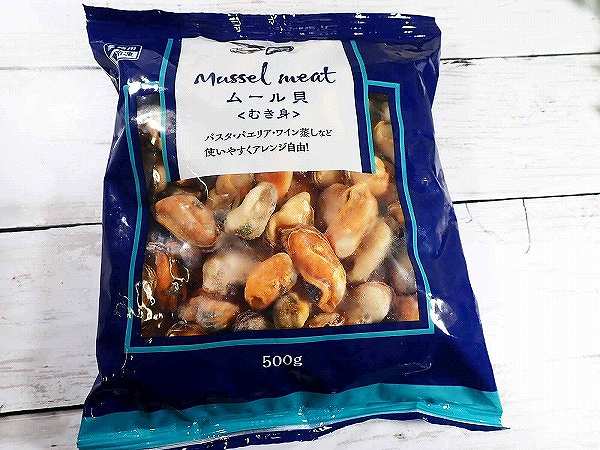 Mussel meat
ムール貝
<むき身>
パスタ・パエリア・ワイン蒸しなど
使いやすくアレンジ自由!
500g